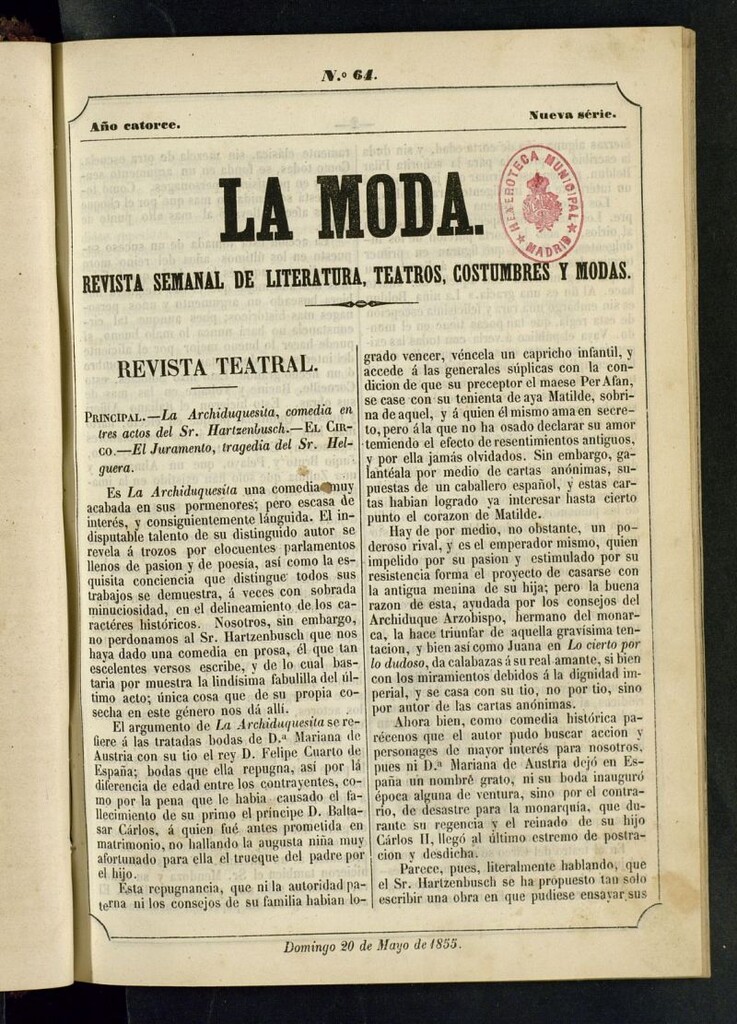 N.º 64.
Año catorce.
Nueva série.
LA MODA.
HEMEROTECA MUNICIPAL
★ MADRID ★
REVISTA SEMANAL DE LITERATURA, TEATROS, COSTUMBRES Y MODAS.
REVISTA TEATRAL.
PRINCIPAL.—La Archiduquesita, comedia en
tres actos del Sr. Hartzenbusch.—EL CIR-
CO.—El Juramento, tragedia del Sr. Hel-
guera.
Es La Archiduquesita una comedia muy
acabada en sus pormenores; pero escasa de
interés, y consiguientemente lánguida. El in-
disputable talento de su distinguido autor se
revela á trozos por elocuentes parlamentos
llenos de pasion y de poesia, así como la es-
quisita conciencia que distingue todos sus
trabajos se demuestra, á veces con sobrada
minuciosidad, en el delineamiento de los ca-
ractéres históricos. Nosotros, sin embargo,
no perdonamos al Sr. Hartzenbusch que nos
haya dado una comedia en prosa, él que tan
escelentes versos escribe, y de lo cual bas-
taria por muestra la lindísima fabulilla del úl-
timo acto; única cosa que de su propia co-
secha en este género nos dá allí.
El argumento de La Archiduquesita se re-
fiere á las tratadas bodas de D.ª Mariana de
Austria con su tio el rey D. Felipe Cuarto de
España; bodas que ella repugna, así por la
diferencia de edad entre los contrayentes, co-
mo por la pena que le habia causado el fa-
llecimiento de su primo el príncipe D. Balta-
sar Cárlos, á quien fué antes prometida en
matrimonio, no hallando la augusta niña muy
afortunado para ella el trueque del padre por
el hijo.
Esta repugnancia, que ni la autoridad pa-
terna ni los consejos de su familia habian lo-
grado vencer, véncela un capricho infantil, y
accede á las generales súplicas con la con-
dicion de que su preceptor el maese Per Afan,
se case con su tenienta de aya Matilde, sobri-
na de aquel, y á quien él mismo ama en secre-
to, pero á la que no ha osado declarar su amor
temiendo el efecto de resentimientos antiguos,
y por ella jamás olvidados. Sin embargo, ga-
lantéala por medio de cartas anónimas, su-
puestas de un caballero español, y estas car-
tas habian logrado ya interesar hasta cierto
punto el corazon de Matilde.
Hay de por medio, no obstante, un po-
deroso rival, y es el emperador mismo, quien
impelido por su pasion y estimulado por su
resistencia forma el proyecto de casarse con
la antigua menina de su hija; pero la buena
razon de esta, ayudada por los consejos del
Archiduque Arzobispo, hermano del monar-
ca, la hace triunfar de aquella gravísima ten-
tacion, y bien así como Juana en Lo cierto por
lo dudoso, da calabazas á su real amante, si bien
con los miramientos debidos á la dignidad im-
perial, y se casa con su tio, no por tio, sino
por autor de las cartas anónimas.
Ahora bien, como comedia histórica pa-
récenos que el autor pudo buscar accion y
personages de mayor interés para nosotros,
pues ni D.ª Mariana de Austria dejó en Es-
paña un nombre grato, ni su boda inauguró
época alguna de ventura, sino por el contra-
rio, de desastre para la monarquía, que du-
rante su regencia y el reinado de su hijo
Cárlos II, llegó al último estremo de postra-
cion y desdicha.
Parece, pues, literalmente hablando, que
el Sr. Hartzenbusch se ha propuesto tan solo
escribir una obra en que pudiese ensayar sus
Domingo 20 de Mayo de 1855.